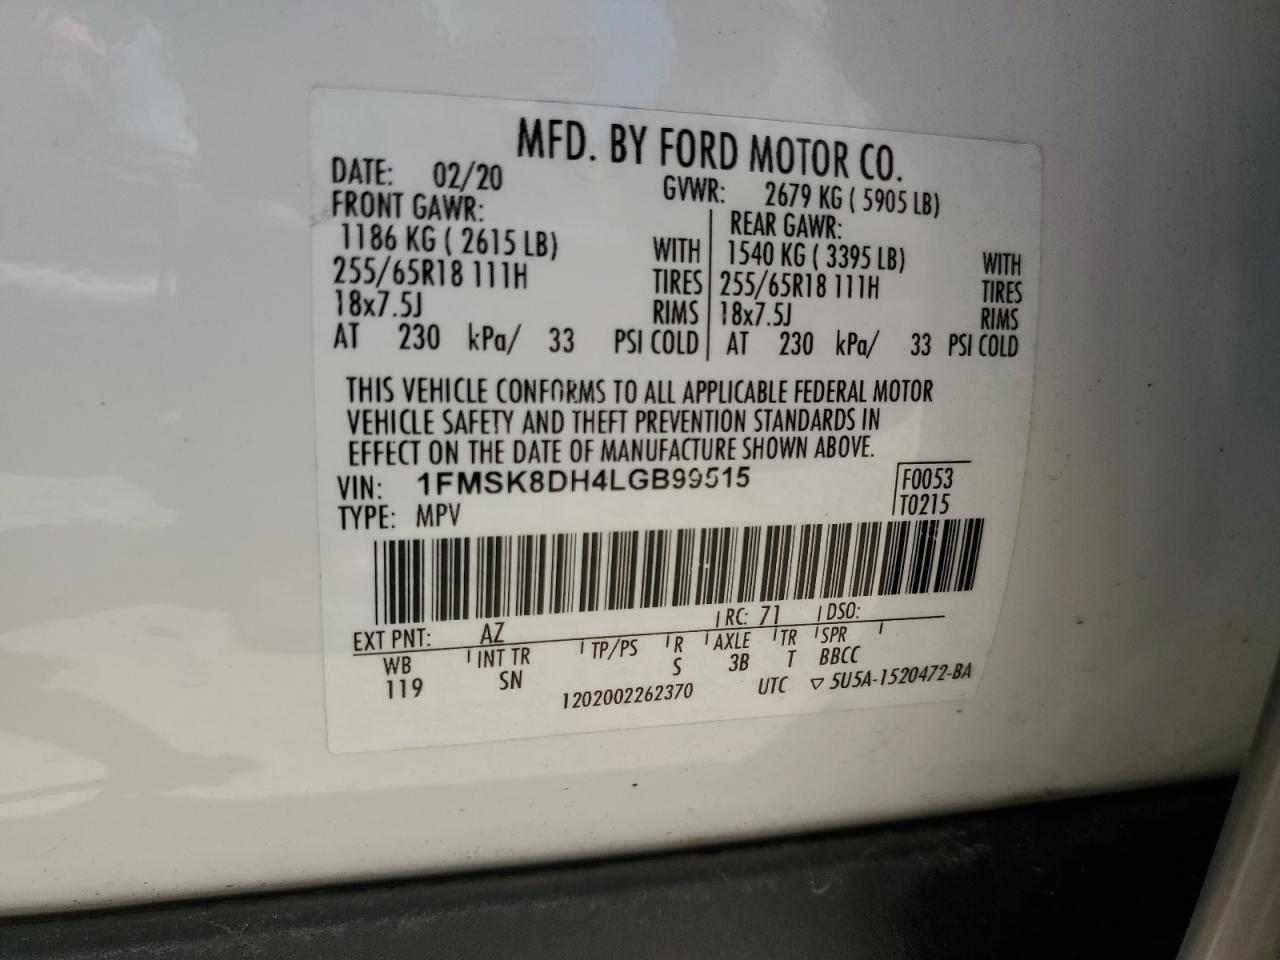 MFD. BY FORD MOTOR CO.
DATE: 02/20 GVWR: 2679 KG ( 5905 LB)
FRONT GAWR: REAR GAWR:
1186 KG ( 2615 LB) WITH 1540 KG ( 3395 LB) WITH
255/65R18 111H TIRES 255/65R18 111H TIRES
18x7.5J RIMS 18x7.5J RIMS
AT 230 kPa/ 33 PSI COLD AT 230 kPa/ 33 PSI COLD
THIS VEHICLE CONFORMS TO ALL APPLICABLE FEDERAL MOTOR
VEHICLE SAFETY AND THEFT PREVENTION STANDARDS IN
EFFECT ON THE DATE OF MANUFACTURE SHOWN ABOVE.
VIN: 1FMSK8DH4LGB99515 F0053
TYPE: MPV T0215
EXT PNT: AZ RC: 71 DSO:
WB INT TR TP/PS R AXLE TR SPR
119 SN S 3B T BBCC
1202002262370 UTC ▽ 5U5A-1520472-BA